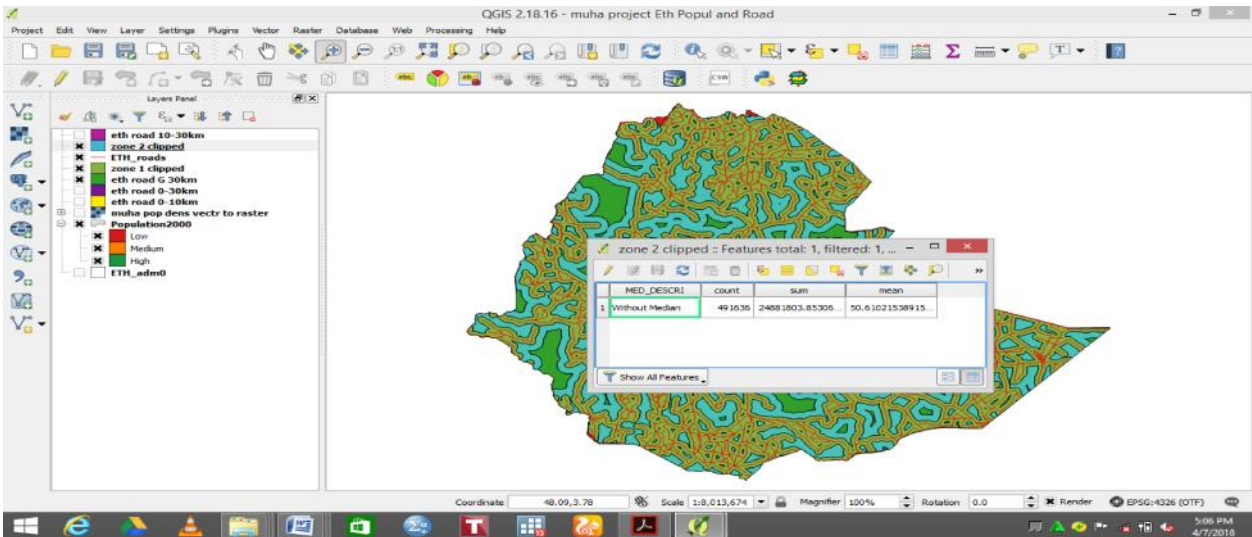 QGIS 2.18.16 - muha project Eth Popul and Road
Project Edit View Layer Settings Plugins Vector Raster Database Web Processing Help
Layers Panel
eth road 10-30km
zone 2 clipped
ETH_roads
zone 1 clipped
eth road G 30km
eth road 0-30km
eth road 0-10km
muha pop dens vectr to raster
Population2000
Low
Medium
High
ETH_adm0
zone 2 clipped :: Features total: 1, filtered: 1, ...
MED_DESCRI count sum mean
1 Without Median 491636 24881803.85306... 50.61021538915...
Show All Features
Coordinate 48.09,3.78 Scale 1:8,013,674 Magnifier 100% Rotation 0.0 Render EPSG:4326 (OTF)
5:06 PM
4/7/2018